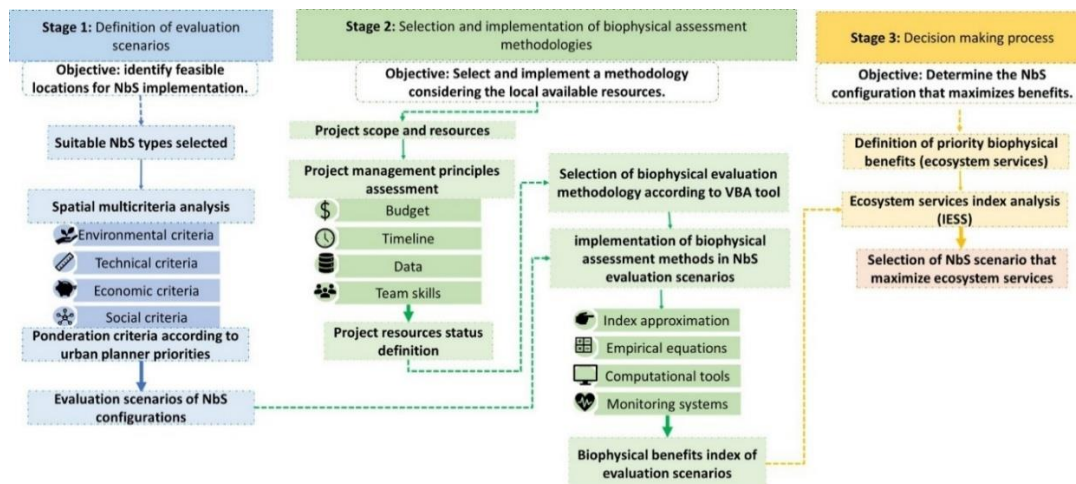 Stage 1: Definition of evaluation
scenarios
Objective: identify feasible
locations for NbS implementation.
Suitable NbS types selected
Spatial multicriteria analysis
Environmental criteria
Technical criteria
Economic criteria
Social criteria
Ponderation criteria according to
urban planner priorities
Evaluation scenarios of NbS
configurations
Stage 2: Selection and implementation of biophysical assessment
methodologies
Objective: Select and implement a methodology
considering the local available resources.
Project scope and resources
Project management principles
assessment
$
Budget
Timeline
Data
Team skills
Project resources status
definition
Selection of biophysical evaluation
methodology according to VBA tool
implementation of biophysical
assessment methods in NbS
evaluation scenarios
Index approximation
Empirical equations
Computational tools
Monitoring systems
Biophysical benefits index of
evaluation scenarios
Stage 3: Decision making process
Objective: Determine the NbS
configuration that maximizes benefits.
Definition of priority biophysical
benefits (ecosystem services)
Ecosystem services index analysis
(IESS)
Selection of NbS scenario that
maximize ecosystem services